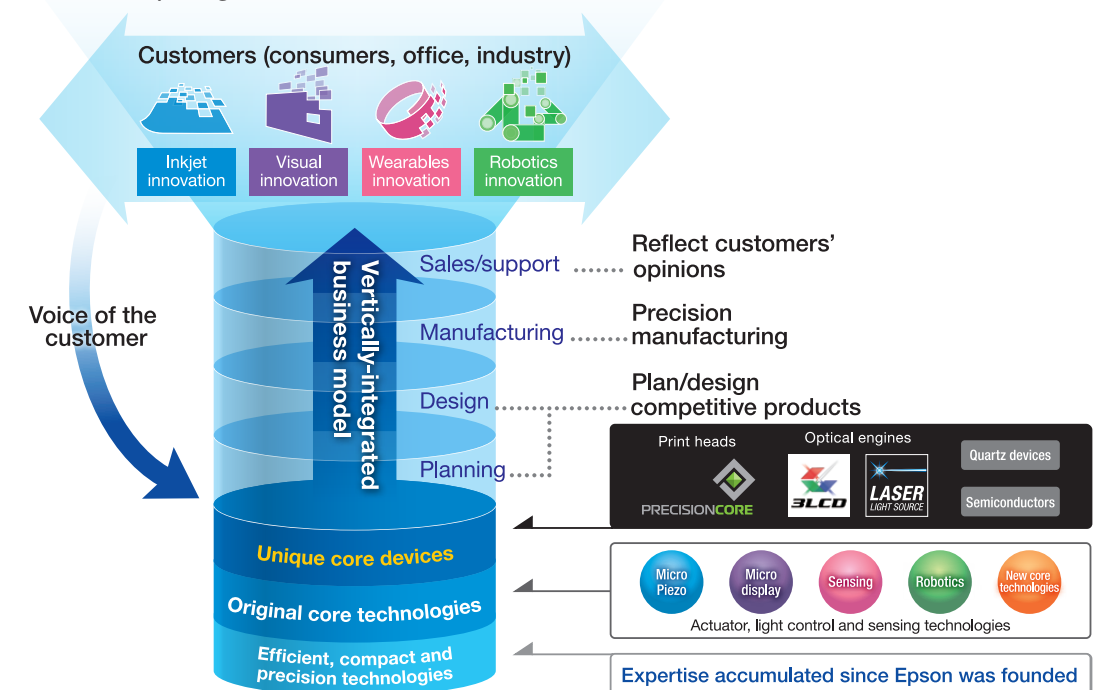 Customers (consumers, office, industry)
Inkjet
innovation
Visual
innovation
Wearables
innovation
Robotics
innovation
Voice of the
customer
Vertically-integrated
business model
Sales/support
Reflect customers'
opinions
Manufacturing
Precision
manufacturing
Design
Plan/design
competitive products
Planning
Print heads
PRECISIONCORE
Optical engines
3LCD
LASER
LIGHT SOURCE
Quartz devices
Semiconductors
Unique core devices
Original core technologies
Micro
Piezo
Micro
display
Sensing
Robotics
New core
technologies
Actuator, light control and sensing technologies
Efficient, compact and
precision technologies
Expertise accumulated since Epson was founded